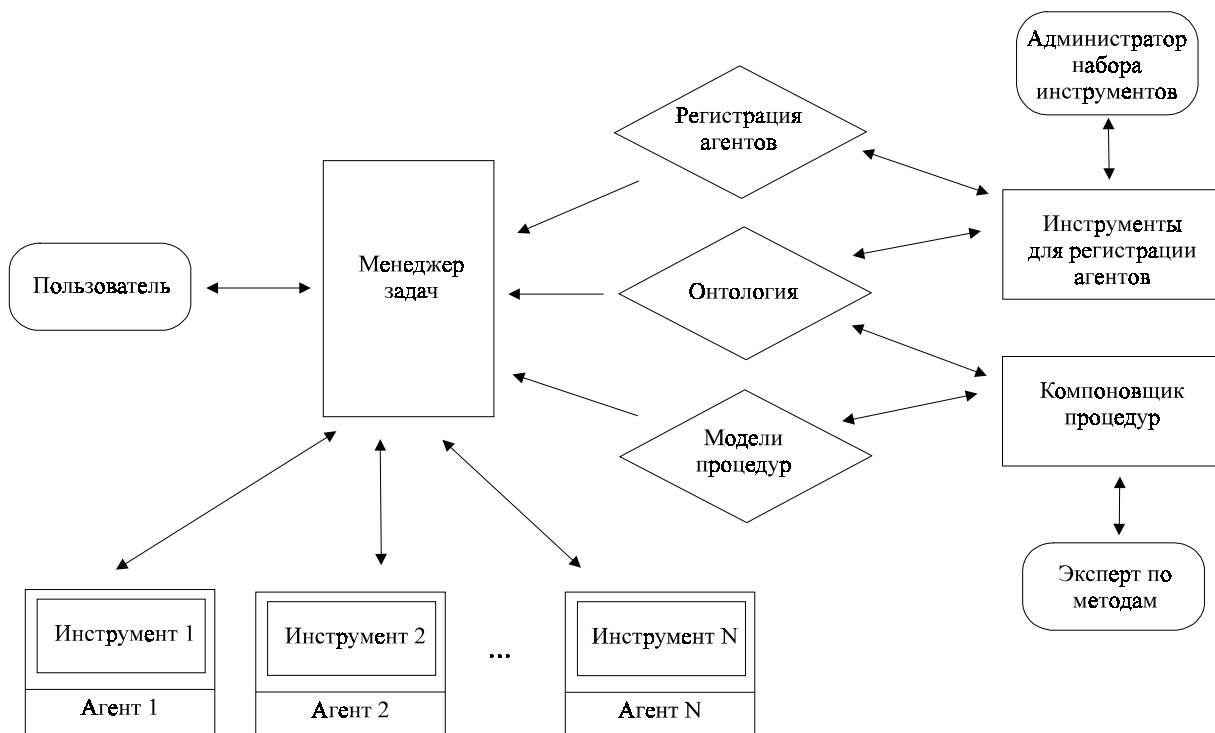 Администратор
набора
инструментов
Регистрация
агентов
Менеджер
задач
Инструменты
для регистрации
агентов
Пользователь
Онтология
Компоновщик
процедур
Модели
процедур
Эксперт по
методам
Инструмент 1
Инструмент 2
...
Инструмент N
Агент 1
Агент 2
Агент N